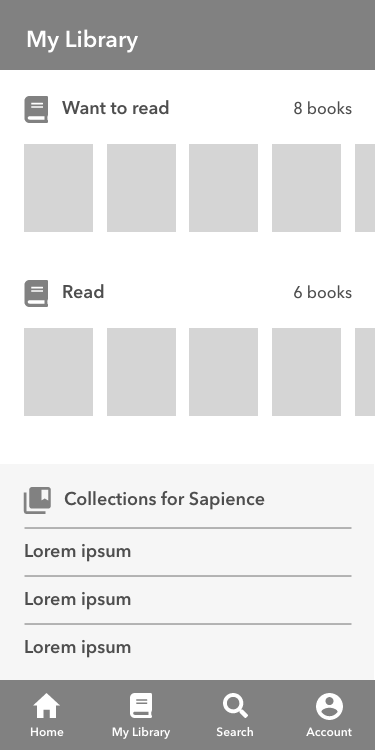 My Library
Want to read 8 books
Read 6 books
Collections for Sapience
Lorem ipsum
Lorem ipsum
Lorem ipsum
Home My Library Search Account